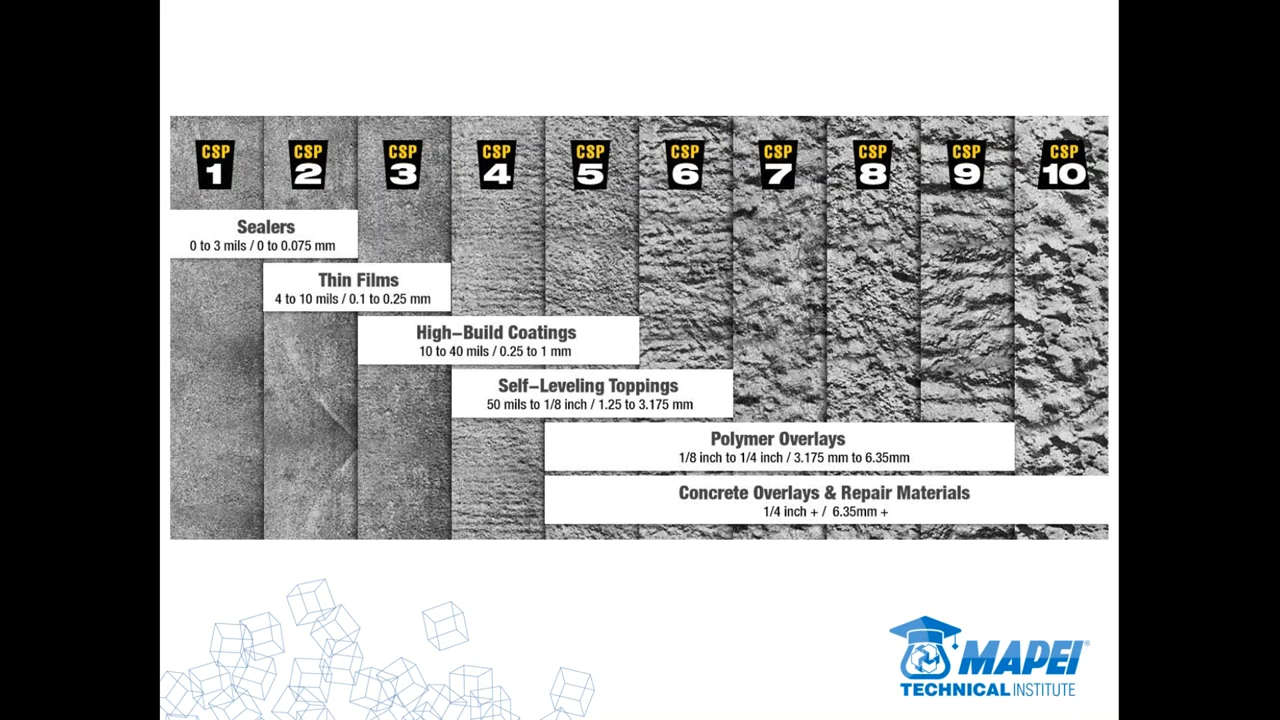 CSP
1
CSP
2
CSP
3
CSP
4
CSP
5
CSP
6
CSP
7
CSP
8
CSP
9
CSP
10
Sealers
0 to 3 mils / 0 to 0.075 mm
Thin Films
4 to 10 mils / 0.1 to 0.25 mm
High–Build Coatings
10 to 40 mils / 0.25 to 1 mm
Self–Leveling Toppings
50 mils to 1/8 inch / 1.25 to 3.175 mm
Polymer Overlays
1/8 inch to 1/4 inch / 3.175 mm to 6.35mm
Concrete Overlays & Repair Materials
1/4 inch + / 6.35mm +
MAPEI®
TECHNICAL INSTITUTE